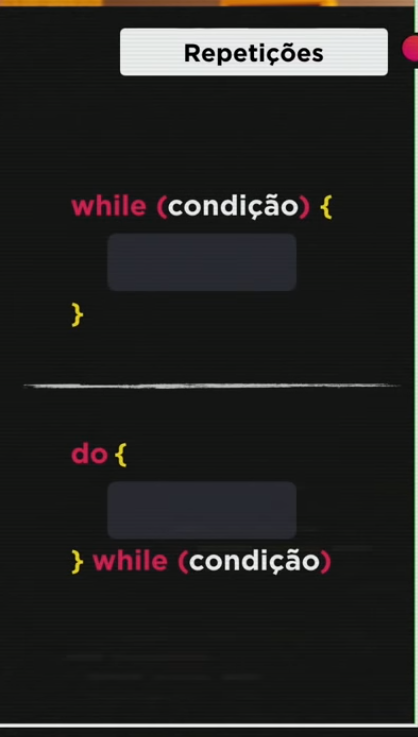 Repetições
while (condição) {
}
do {
} while (condição)